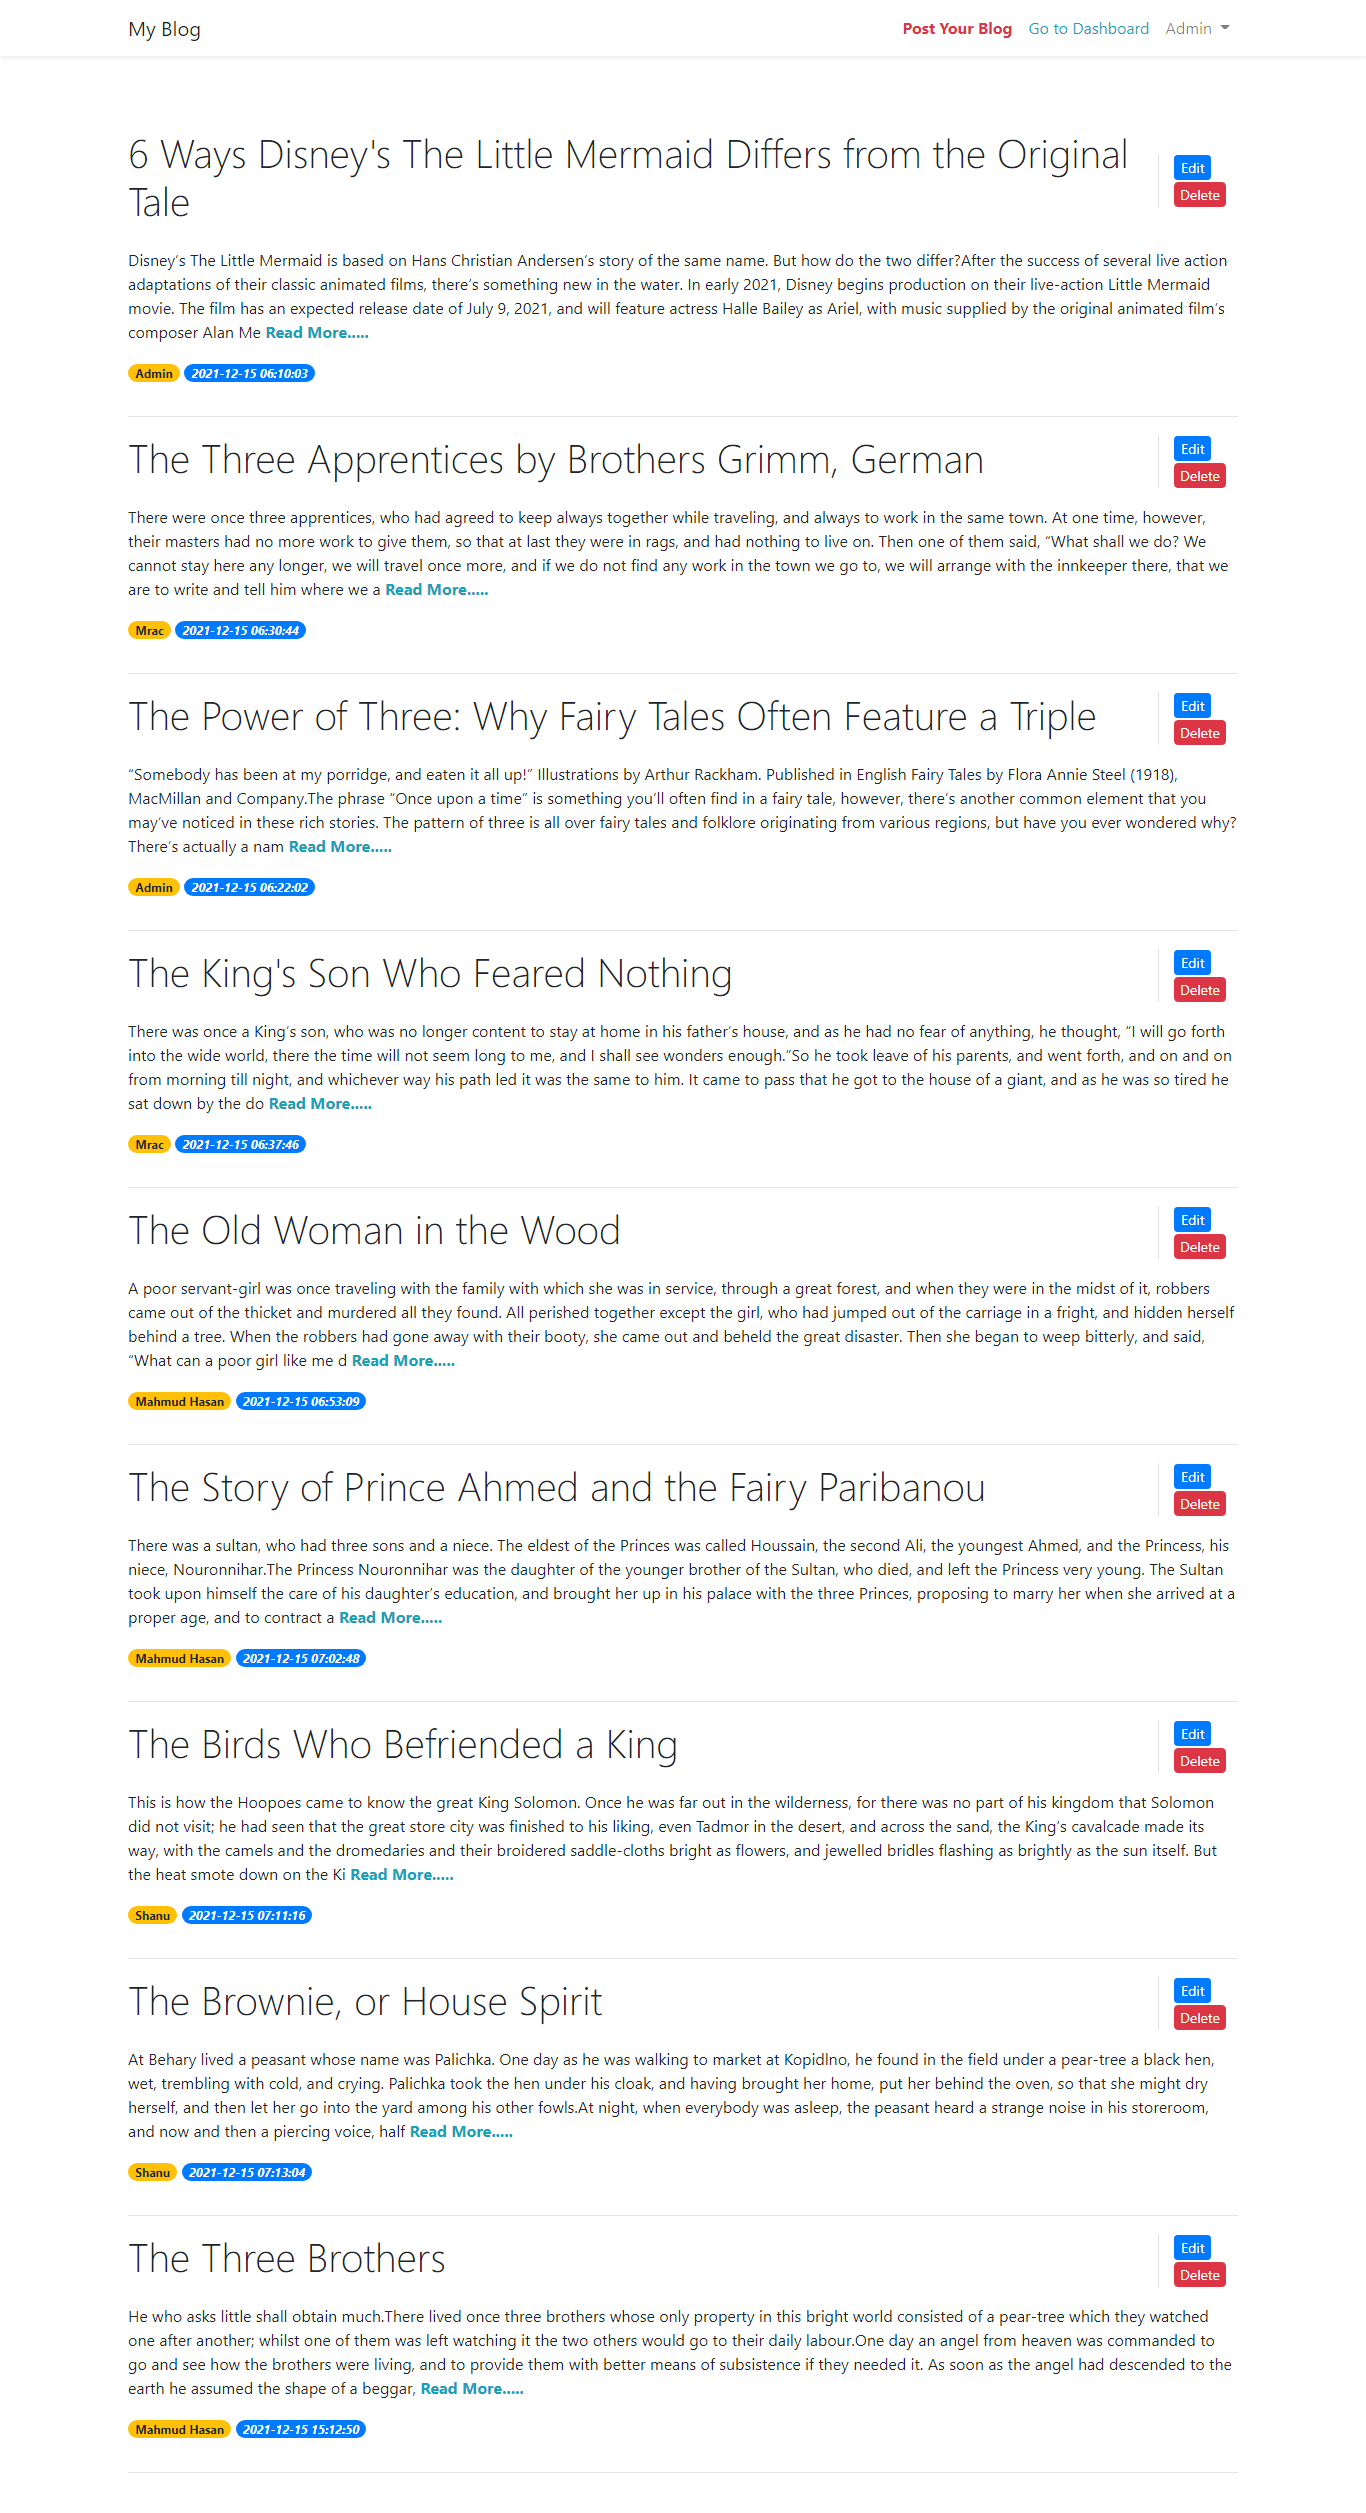 My Blog
Post Your Blog Go to Dashboard Admin
6 Ways Disney's The Little Mermaid Differs from the Original
Tale
Edit
Delete
Disney’s The Little Mermaid is based on Hans Christian Andersen’s story of the same name. But how do the two differ?After the success of several live action
adaptations of their classic animated films, there’s something new in the water. In early 2021, Disney begins production on their live-action Little Mermaid
movie. The film has an expected release date of July 9, 2021, and will feature actress Halle Bailey as Ariel, with music supplied by the original animated film’s
composer Alan Me Read More.....
Admin 2021-12-15 06:10:03
The Three Apprentices by Brothers Grimm, German
Edit
Delete
There were once three apprentices, who had agreed to keep always together while traveling, and always to work in the same town. At one time, however,
their masters had no more work to give them, so that at last they were in rags, and had nothing to live on. Then one of them said, “What shall we do? We
cannot stay here any longer, we will travel once more, and if we do not find any work in the town we go to, we will arrange with the innkeeper there, that we
are to write and tell him where we a Read More.....
Mrac 2021-12-15 06:30:44
The Power of Three: Why Fairy Tales Often Feature a Triple
Edit
Delete
“Somebody has been at my porridge, and eaten it all up!” Illustrations by Arthur Rackham. Published in English Fairy Tales by Flora Annie Steel (1918),
MacMillan and Company.The phrase “Once upon a time” is something you’ll often find in a fairy tale, however, there’s another common element that you
may’ve noticed in these rich stories. The pattern of three is all over fairy tales and folklore originating from various regions, but have you ever wondered why?
There’s actually a nam Read More.....
Admin 2021-12-15 06:22:02
The King's Son Who Feared Nothing
Edit
Delete
There was once a King’s son, who was no longer content to stay at home in his father’s house, and as he had no fear of anything, he thought, “I will go forth
into the wide world, there the time will not seem long to me, and I shall see wonders enough.”So he took leave of his parents, and went forth, and on and on
from morning till night, and whichever way his path led it was the same to him. It came to pass that he got to the house of a giant, and as he was so tired he
sat down by the do Read More.....
Mrac 2021-12-15 06:37:46
The Old Woman in the Wood
Edit
Delete
A poor servant-girl was once traveling with the family with which she was in service, through a great forest, and when they were in the midst of it, robbers
came out of the thicket and murdered all they found. All perished together except the girl, who had jumped out of the carriage in a fright, and hidden herself
behind a tree. When the robbers had gone away with their booty, she came out and beheld the great disaster. Then she began to weep bitterly, and said,
“What can a poor girl like me d Read More.....
Mahmud Hasan 2021-12-15 06:53:09
The Story of Prince Ahmed and the Fairy Paribanou
Edit
Delete
There was a sultan, who had three sons and a niece. The eldest of the Princes was called Houssain, the second Ali, the youngest Ahmed, and the Princess, his
niece, Nouronnihar.The Princess Nouronnihar was the daughter of the younger brother of the Sultan, who died, and left the Princess very young. The Sultan
took upon himself the care of his daughter’s education, and brought her up in his palace with the three Princes, proposing to marry her when she arrived at a
proper age, and to contract a Read More.....
Mahmud Hasan 2021-12-15 07:02:48
The Birds Who Befriended a King
Edit
Delete
This is how the Hoopoes came to know the great King Solomon. Once he was far out in the wilderness, for there was no part of his kingdom that Solomon
did not visit; he had seen that the great store city was finished to his liking, even Tadmor in the desert, and across the sand, the King’s cavalcade made its
way, with the camels and the dromedaries and their broidered saddle-cloths bright as flowers, and jewelled bridles flashing as brightly as the sun itself. But
the heat smote down on the Ki Read More.....
Shanu 2021-12-15 07:11:16
The Brownie, or House Spirit
Edit
Delete
At Behary lived a peasant whose name was Palichka. One day as he was walking to market at Kopidlno, he found in the field under a pear-tree a black hen,
wet, trembling with cold, and crying. Palichka took the hen under his cloak, and having brought her home, put her behind the oven, so that she might dry
herself, and then let her go into the yard among his other fowls.At night, when everybody was asleep, the peasant heard a strange noise in his storeroom,
and now and then a piercing voice, half Read More.....
Shanu 2021-12-15 07:13:04
The Three Brothers
Edit
Delete
He who asks little shall obtain much.There lived once three brothers whose only property in this bright world consisted of a pear-tree which they watched
one after another; whilst one of them was left watching it the two others would go to their daily labour.One day an angel from heaven was commanded to
go and see how the brothers were living, and to provide them with better means of subsistence if they needed it. As soon as the angel had descended to the
earth he assumed the shape of a beggar, Read More.....
Mahmud Hasan 2021-12-15 15:12:50